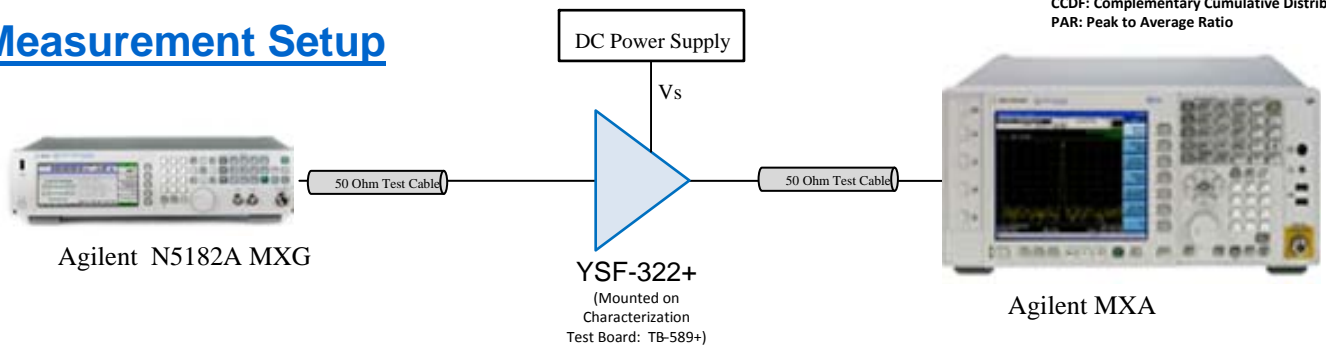 CCDF: Complementary Cumulative Distrib
PAR: Peak to Average Ratio
Measurement Setup
DC Power Supply
Vs
50 Ohm Test Cable
50 Ohm Test Cable
Agilent N5182A MXG
YSF-322+
(Mounted on
Characterization
Test Board: TB-589+)
Agilent MXA